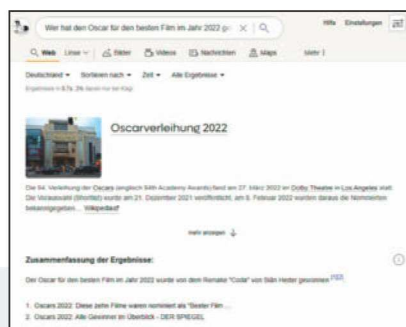 Wer hat den Oscar für den besten Film im Jahr 2022 ge
Hilfe Einstellungen
Web Linse Bilder Videos Nachrichten Maps Mehr
Deutschland Sortieren nach Zeit Alle Ergebnisse
Ergebnisse in 0.7s.
Oscarverleihung 2022
Die 94. Verleihung der Oscars (englisch 94th Academy Awards) fand am 27. März 2022 im Dolby Theatre in Los Angeles statt.
Die Vorauswahl (Shortlist) wurde am 21. Dezember 2021 veröffentlicht, am 8. Februar 2022 wurden daraus die Nominierten
bekanntgegeben ... Wikipedia
mehr anzeigen
Zusammenfassung der Ergebnisse:
Der Oscar für den besten Film im Jahr 2022 wurde von dem Remake "Coda" von Siân Heder gewonnen
1. Oscars 2022: Diese zehn Filme waren nominiert als "Bester Film ...
2. Oscars 2022: Alle Gewinner im Überblick - DER SPIEGEL